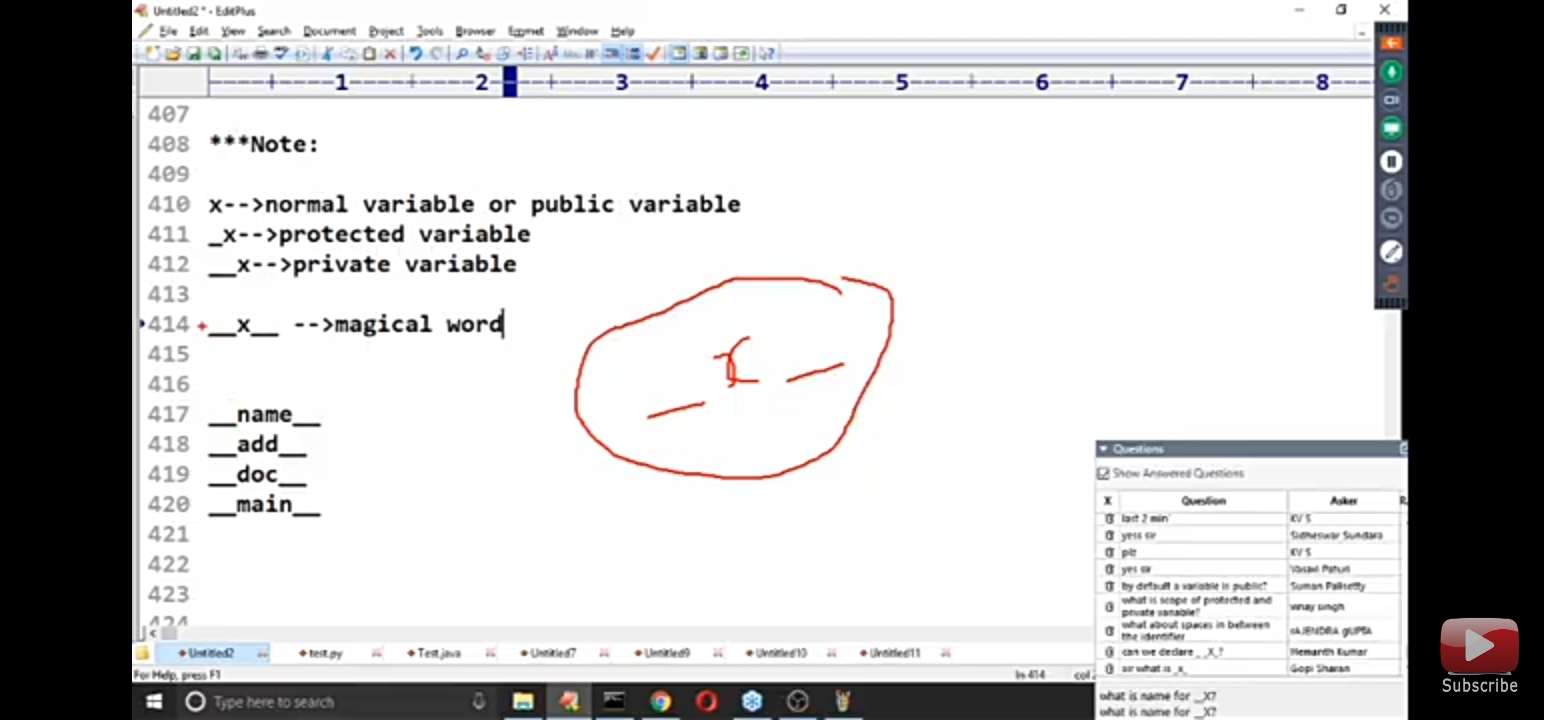 Untitled2 * - EditPlus
File Edit View Search Document Project Tools Browser Emmet Window Help
----+----1----+----2----+----3----+----4----+----5----+----6----+----7----+----8----
407
408 ***Note:
409
410 x-->normal variable or public variable
411 _x-->protected variable
412 __x-->private variable
413
414 __x__ -->magical word
415
416
417 __name__
418 __add__
419 __doc__
420 __main__
421
422
423
424
_ x _
Questions
Show Answered Questions
X Question Asker
last 2 min KV S
yess sir Sidheswar Sundara
plz KV S
yes sir Vasavi Paturi
by default a variable is public? Suman Palisetty
what is scope of protected and private variable? vinay singh
what about spaces in between the identifier rAJENDRA gUPTA
can we declare _ _X_? Hemanth Kumar
sir what is _x_ Gopi Sharan
what is name for __X?
what is name for __X?
Untitled2 test.py Test.java Untitled7 Untitled9 Untitled10 Untitled11
For Help, press F1 ln 414 col
Type here to search
Subscribe